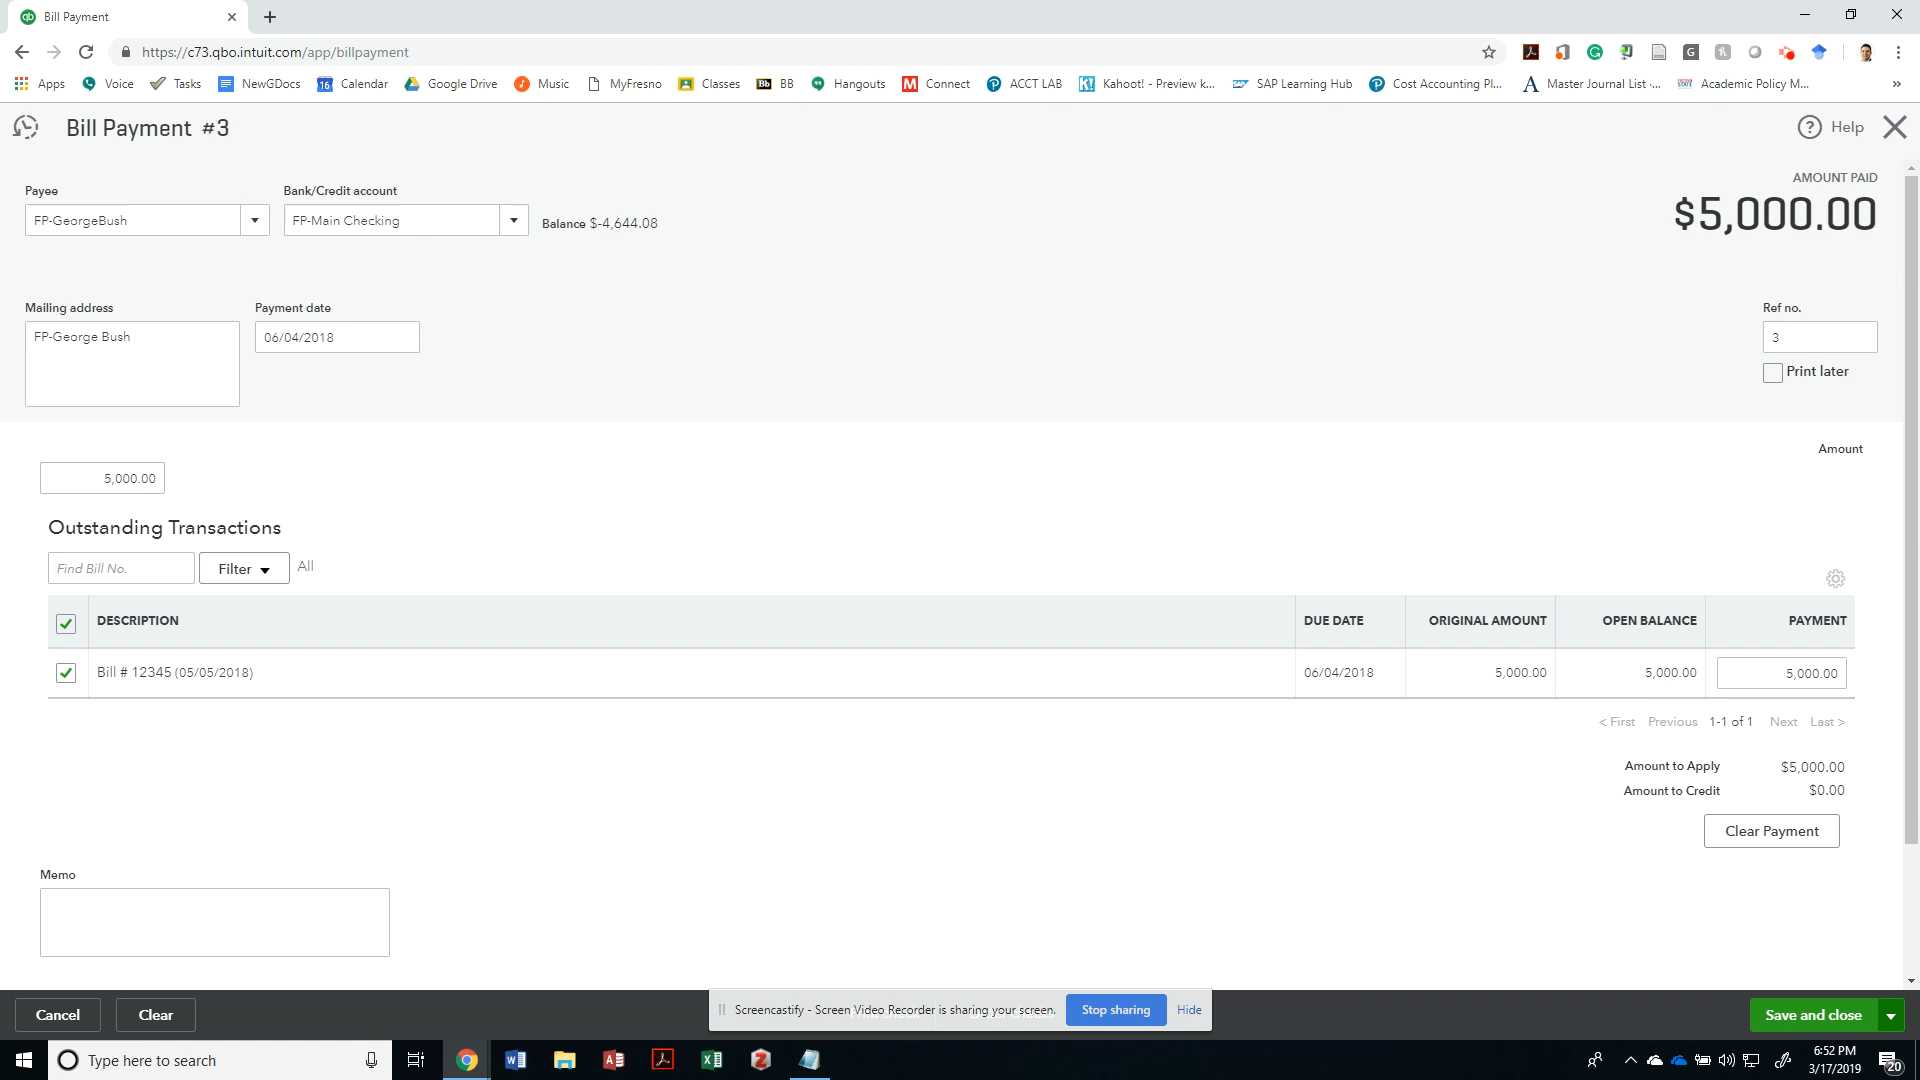 Bill Payment
https://c73.qbo.intuit.com/app/billpayment
Apps Voice Tasks NewGDocs 16 Calendar Google Drive Music MyFresno Classes Bb BB Hangouts M Connect ACCT LAB K! Kahoot! - Preview k... SAP Learning Hub Cost Accounting Pl... A Master Journal List -... Academic Policy M... »
Bill Payment #3
? Help
Payee
Bank/Credit account
AMOUNT PAID
FP-GeorgeBush
FP-Main Checking
Balance $-4,644.08
$5,000.00
Mailing address
Payment date
Ref no.
FP-George Bush
06/04/2018
3
Print later
Amount
5,000.00
Outstanding Transactions
Find Bill No.
Filter
All
DESCRIPTION DUE DATE ORIGINAL AMOUNT OPEN BALANCE PAYMENT
Bill # 12345 (05/05/2018) 06/04/2018 5,000.00 5,000.00 5,000.00
< First Previous 1-1 of 1 Next Last >
Amount to Apply $5,000.00
Amount to Credit $0.00
Clear Payment
Memo
Cancel
Clear
Screencastify - Screen Video Recorder is sharing your screen.
Stop sharing
Hide
Save and close
Type here to search
6:52 PM
3/17/2019
20